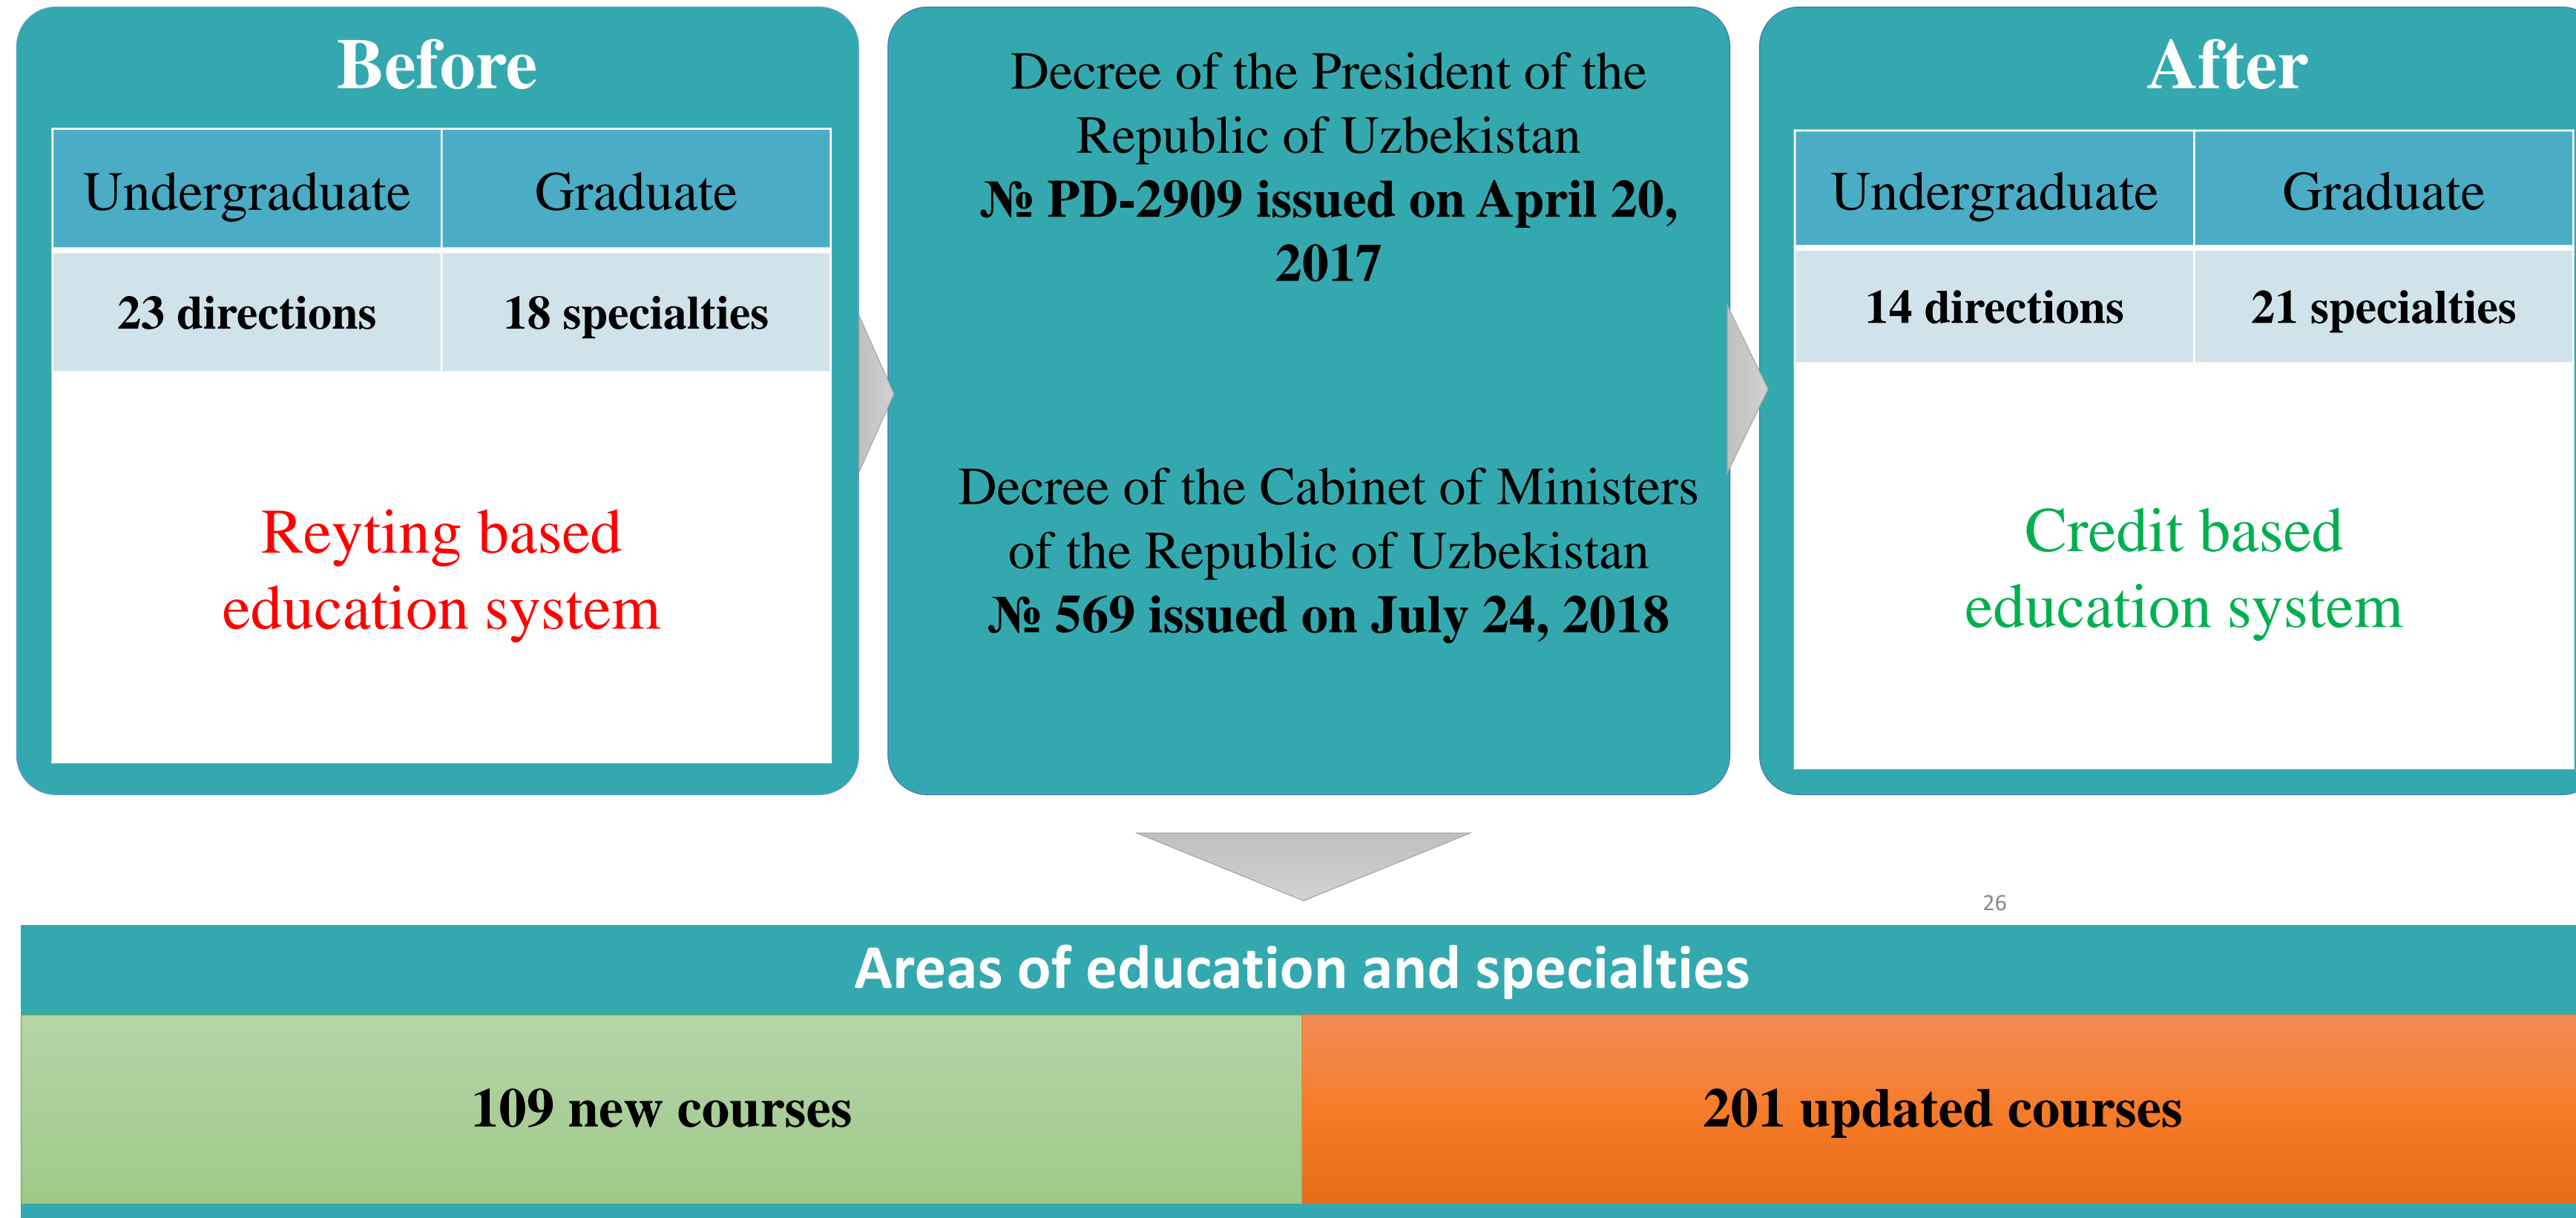 Before
Undergraduate Graduate
23 directions 18 specialties
Reyting based
education system
Decree of the President of the
Republic of Uzbekistan
№ PD-2909 issued on April 20,
2017
Decree of the Cabinet of Ministers
of the Republic of Uzbekistan
№ 569 issued on July 24, 2018
After
Undergraduate Graduate
14 directions 21 specialties
Credit based
education system
26
Areas of education and specialties
109 new courses 201 updated courses